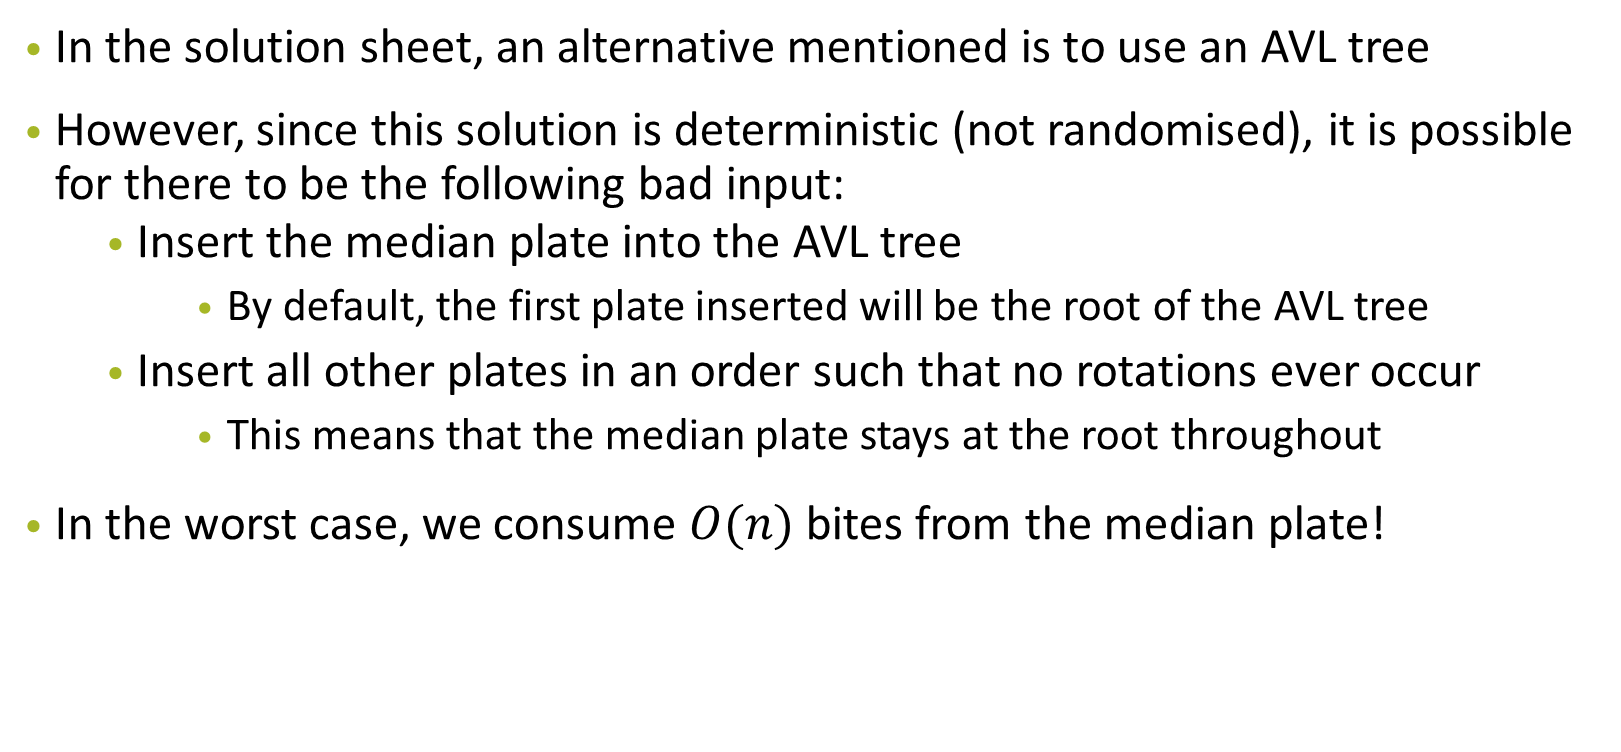 • In the solution sheet, an alternative mentioned is to use an AVL tree
• However, since this solution is deterministic (not randomised), it is possible
for there to be the following bad input:
• Insert the median plate into the AVL tree
• By default, the first plate inserted will be the root of the AVL tree
• Insert all other plates in an order such that no rotations ever occur
• This means that the median plate stays at the root throughout
• In the worst case, we consume O(n) bites from the median plate!